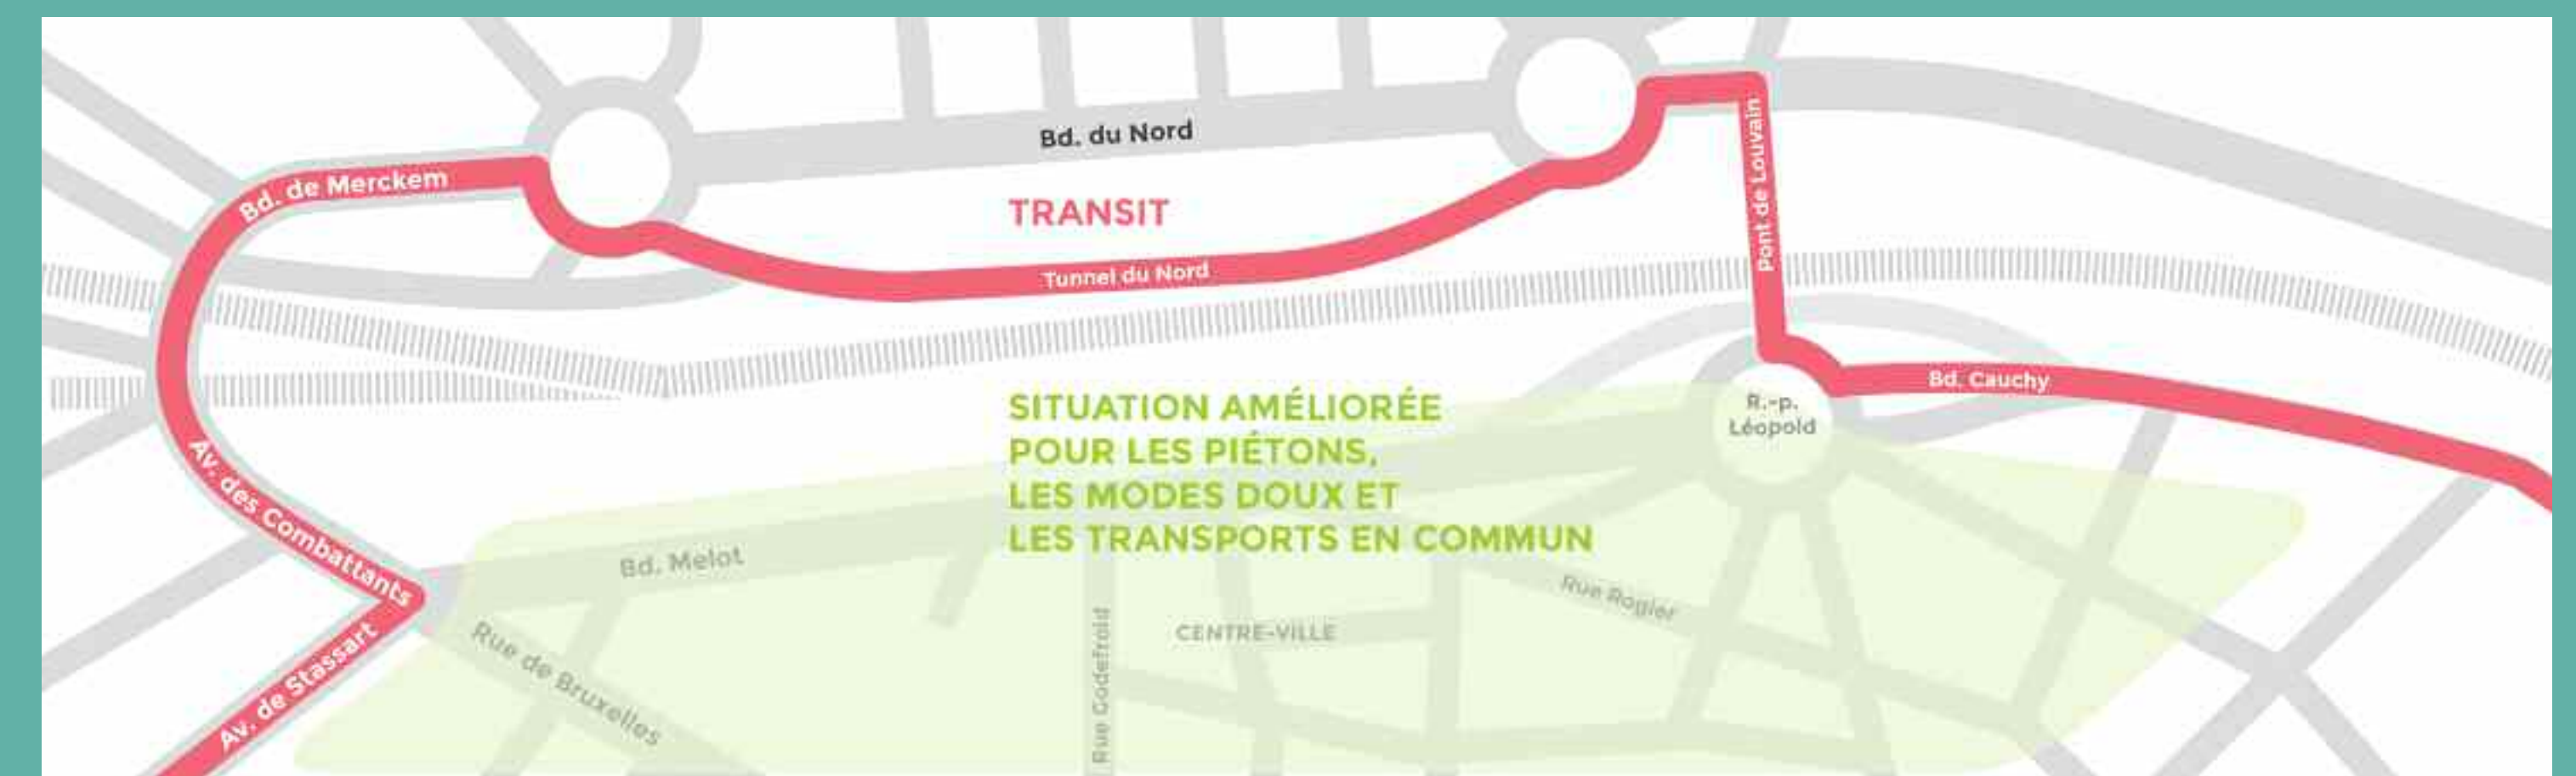 Pont de Louvain
Bd. du Nord
Bd. de Merckem
TRANSIT
Tunnel du Nord
Bd. Cauchy
R.-p.
Léopold
SITUATION AMÉLIORÉE
POUR LES PIÉTONS,
LES MODES DOUX ET
LES TRANSPORTS EN COMMUN
Av. des Combattants
Bd. Melot
Rue Rogier
CENTRE-VILLE
Rue Godefroid
Rue de Bruxelles
Av. de Stassart